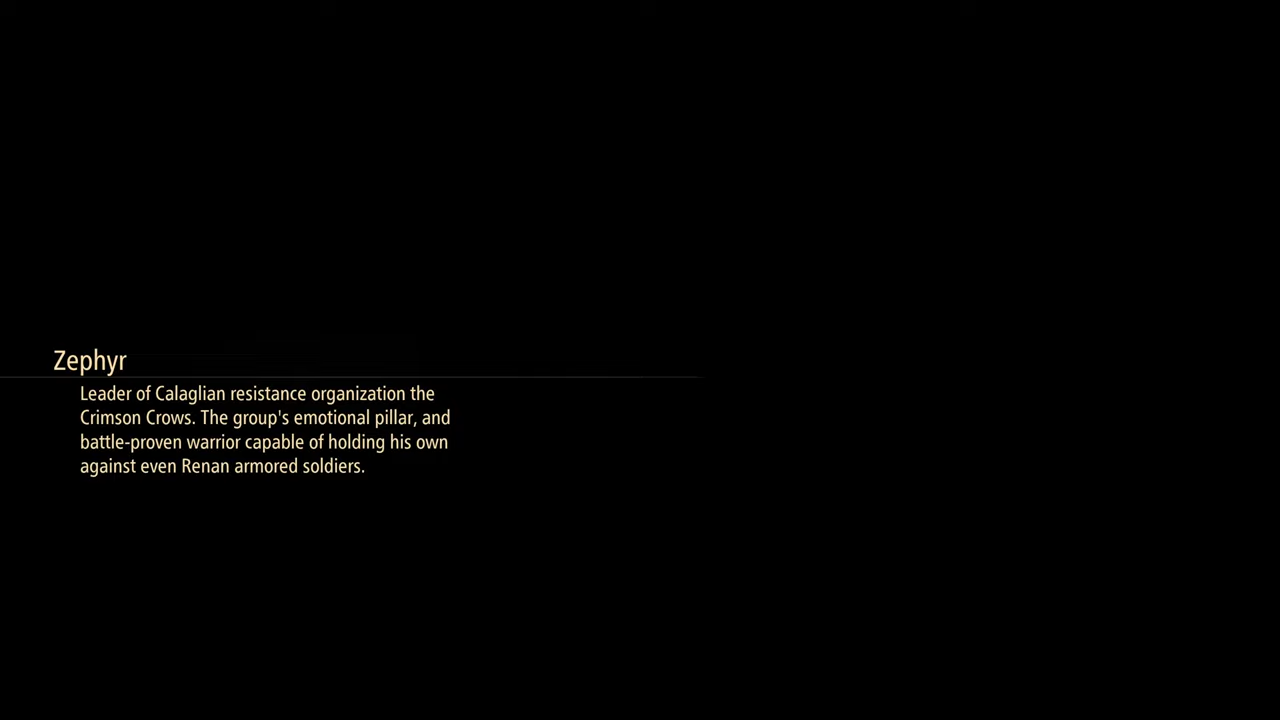 Zephyr
Leader of Calaglian resistance organization the
Crimson Crows. The group's emotional pillar, and
battle-proven warrior capable of holding his own
against even Renan armored soldiers.